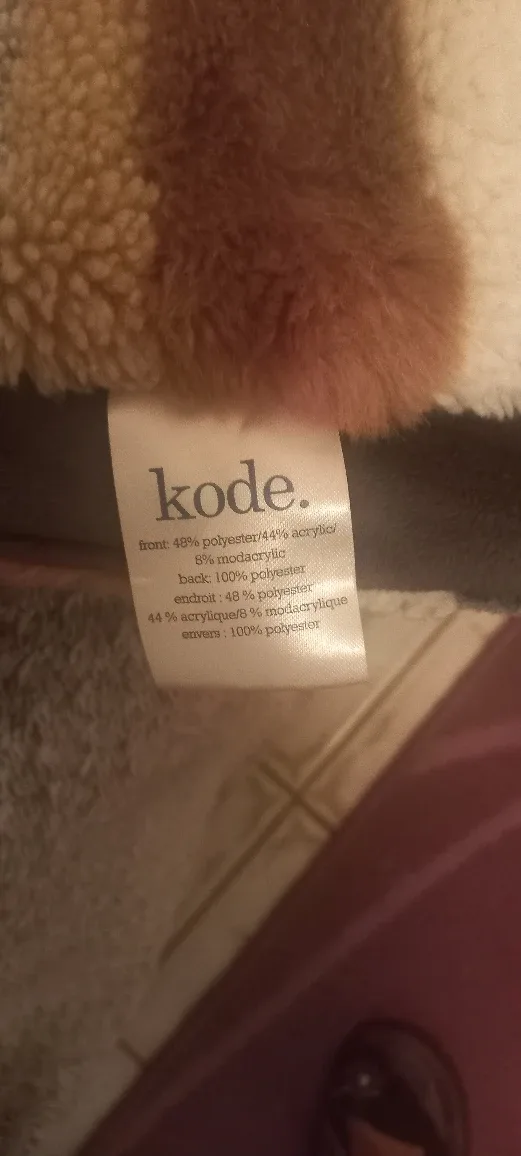 kode.
front: 48% polyester/44% acrylic/
8% modacrylic
back: 100% polyester
endroit : 48 % polyester
44 % acrylique/8 % modacrylique
envers : 100% polyester